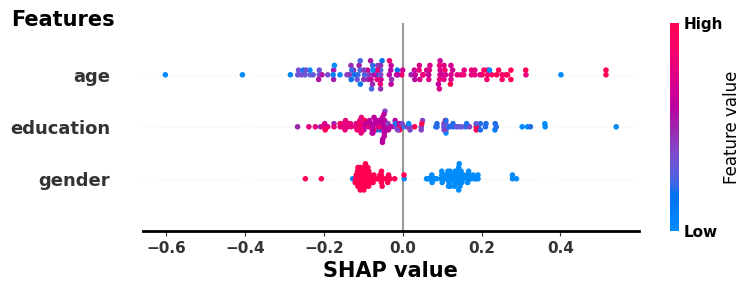 Features
High
age
education
gender
Feature value
Low
−0.6 −0.4 −0.2 0.0 0.2 0.4
SHAP value